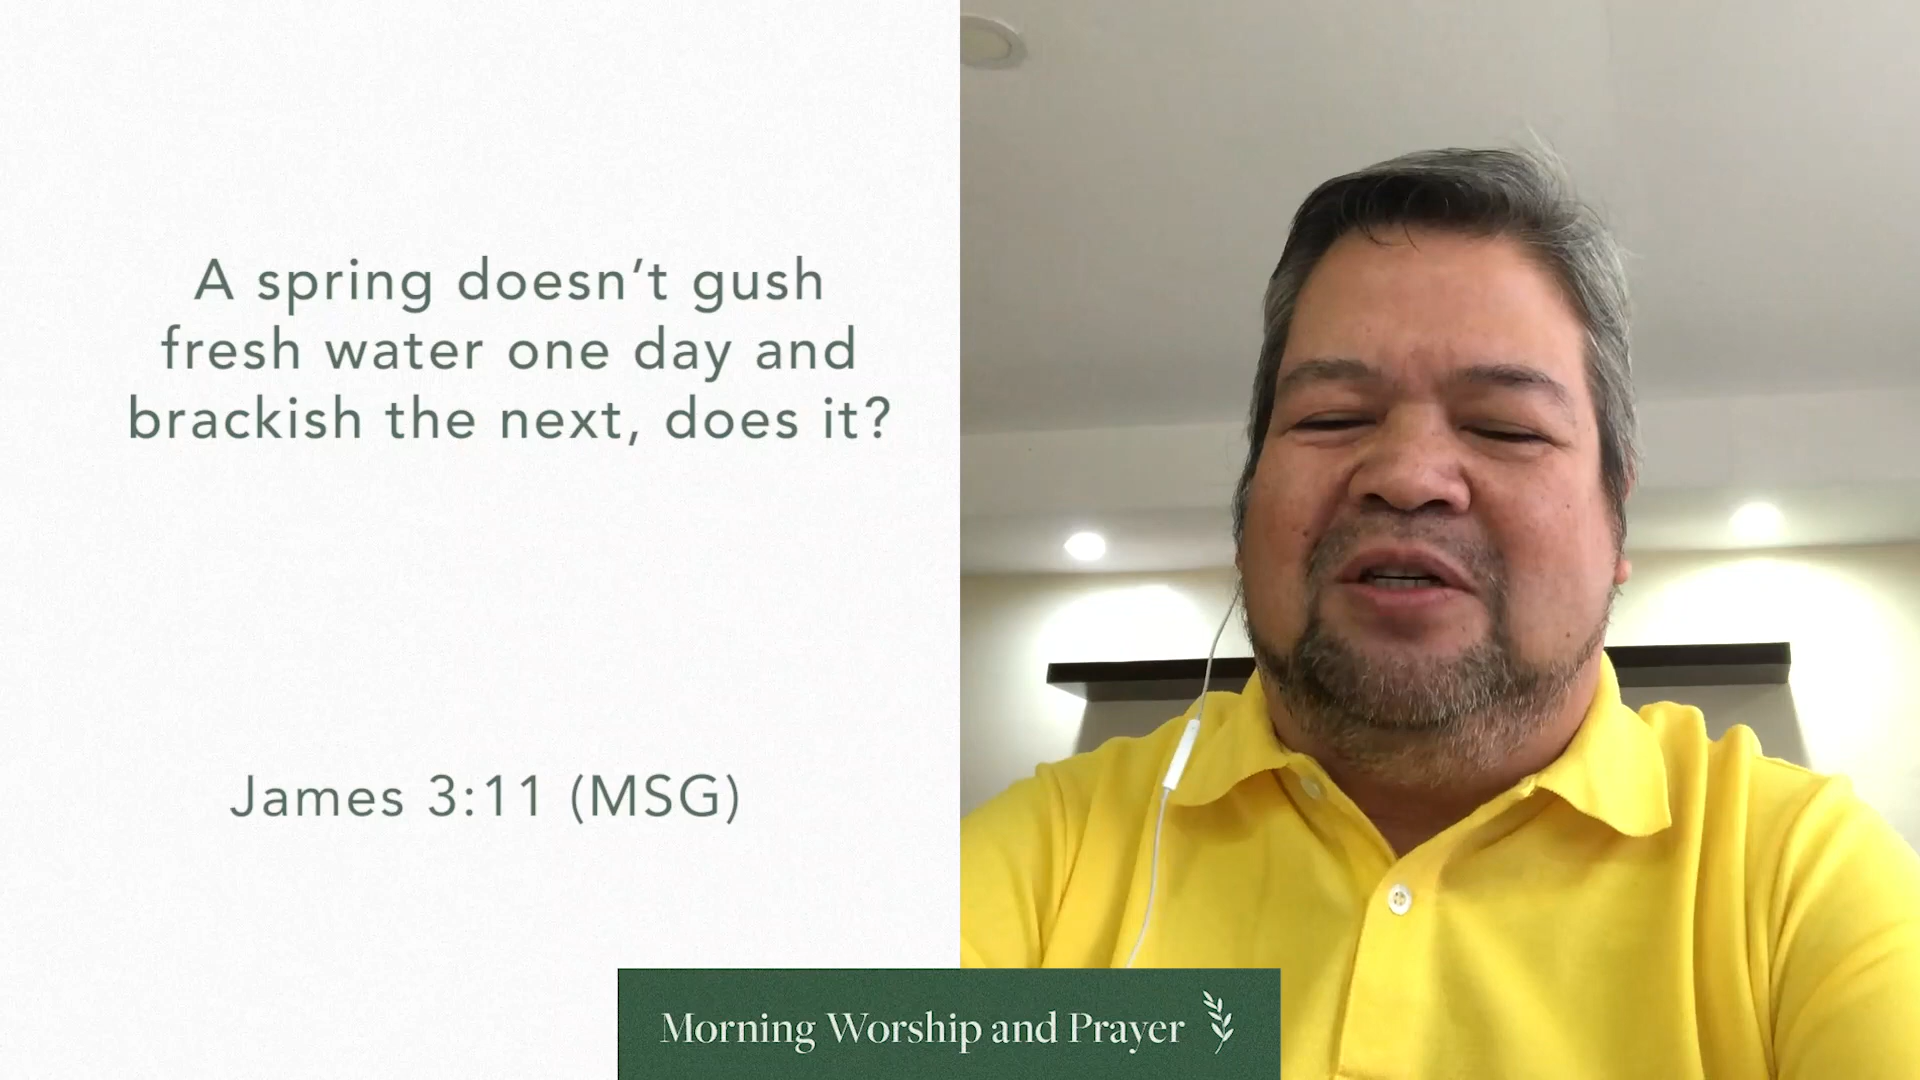 A spring doesn’t gush
fresh water one day and
brackish the next, does it?
James 3:11 (MSG)
Morning Worship and Prayer